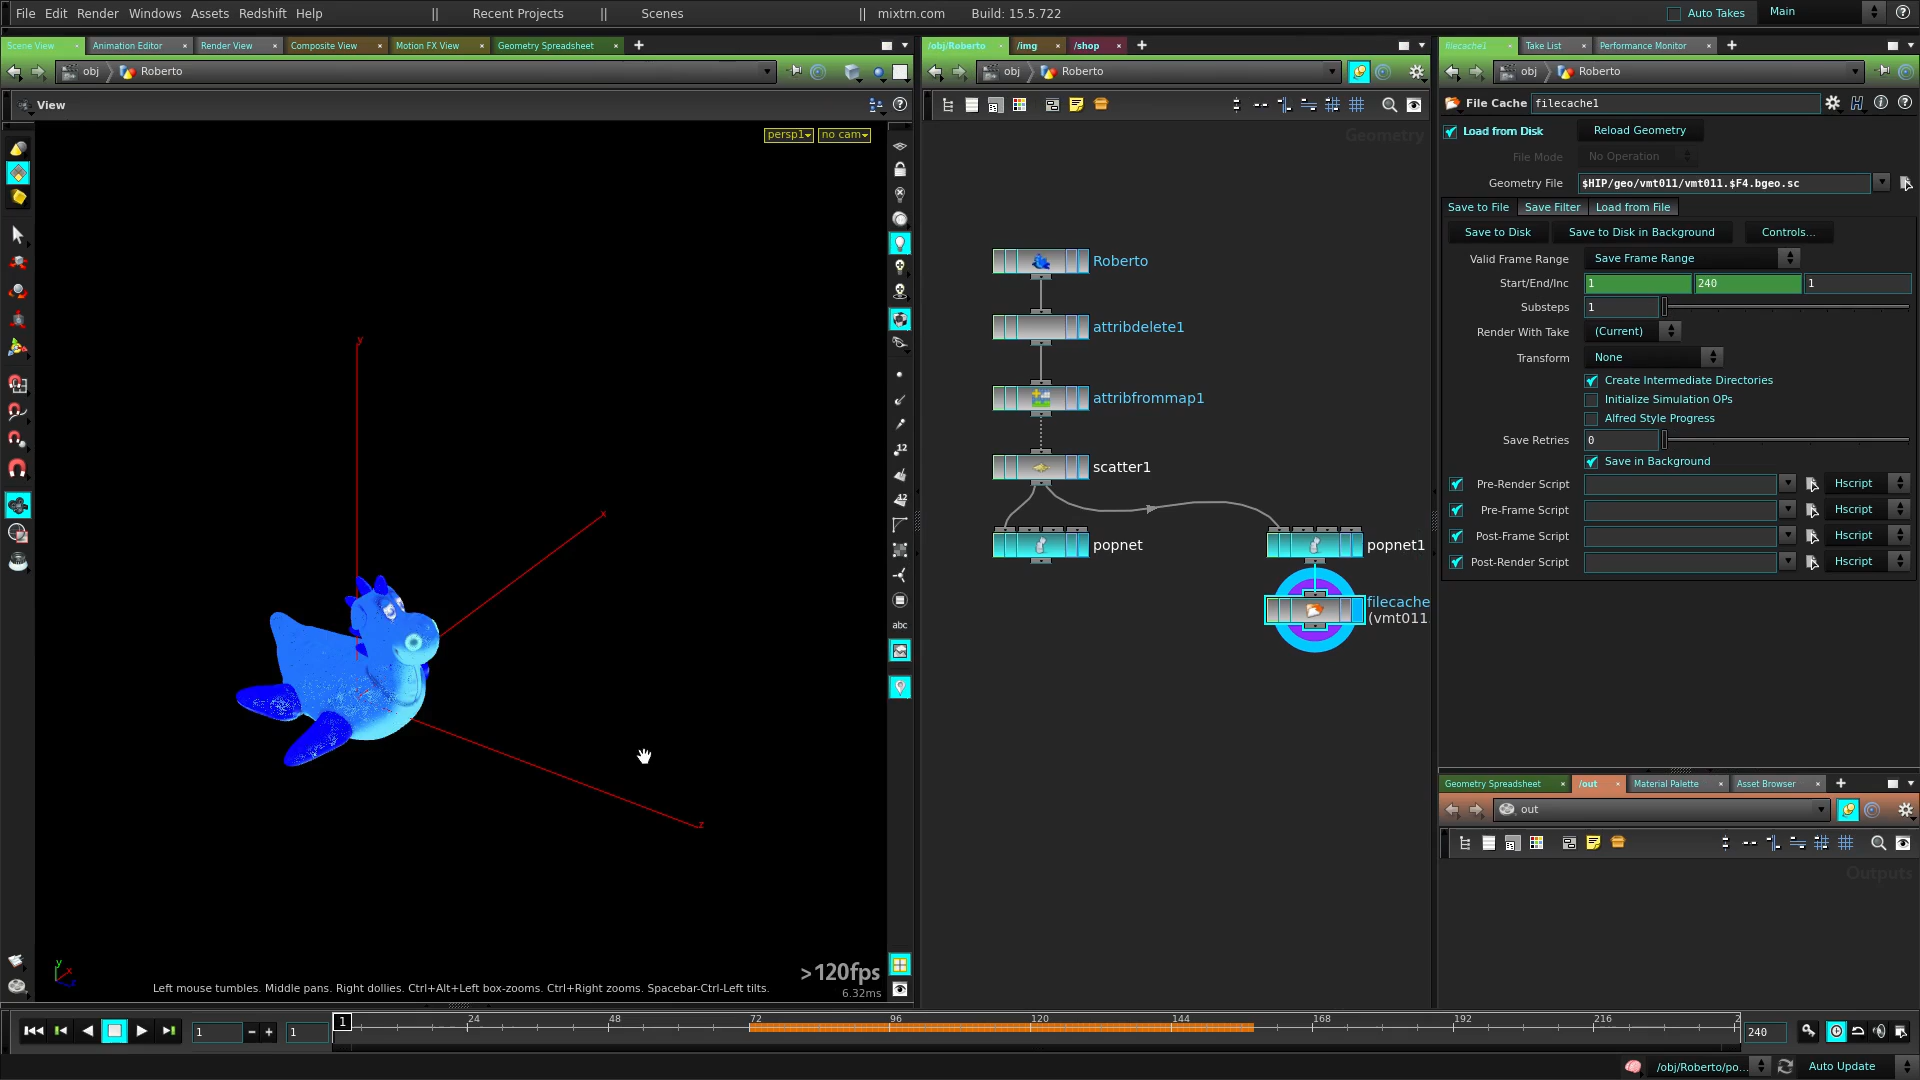 File Edit Render Windows Assets Redshift Help || Recent Projects || Scenes || mixtrn.com Build: 15.5.722 Auto Takes Main
Scene View Animation Editor Render View Composite View Motion FX View Geometry Spreadsheet
obj Roberto
View
persp1 no cam
12
12
abc
>120fps
6.32ms
Left mouse tumbles. Middle pans. Right dollies. Ctrl+Alt+Left box-zooms. Ctrl+Right zooms. Spacebar-Ctrl-Left tilts.
y
x
z
y
x
/obj/Roberto /img /shop
obj Roberto
Geometry
Roberto
attribdelete1
attribfrommap1
scatter1
popnet
popnet1
filecache
(vmt011
filecache1 Take List Performance Monitor
obj Roberto
File Cache filecache1
Load from Disk Reload Geometry
File Mode No Operation
Geometry File $HIP/geo/vmt011/vmt011.$F4.bgeo.sc
Save to File Save Filter Load from File
Save to Disk Save to Disk in Background Controls...
Valid Frame Range Save Frame Range
Start/End/Inc 1 240 1
Substeps 1
Render With Take (Current)
Transform None
Create Intermediate Directories
Initialize Simulation OPs
Alfred Style Progress
Save Retries 0
Save in Background
Pre-Render Script Hscript
Pre-Frame Script Hscript
Post-Frame Script Hscript
Post-Render Script Hscript
Geometry Spreadsheet /out Material Palette Asset Browser
out
Outputs
1 1 1 24 48 72 96 120 144 168 192 216 2 240
/obj/Roberto/po... Auto Update